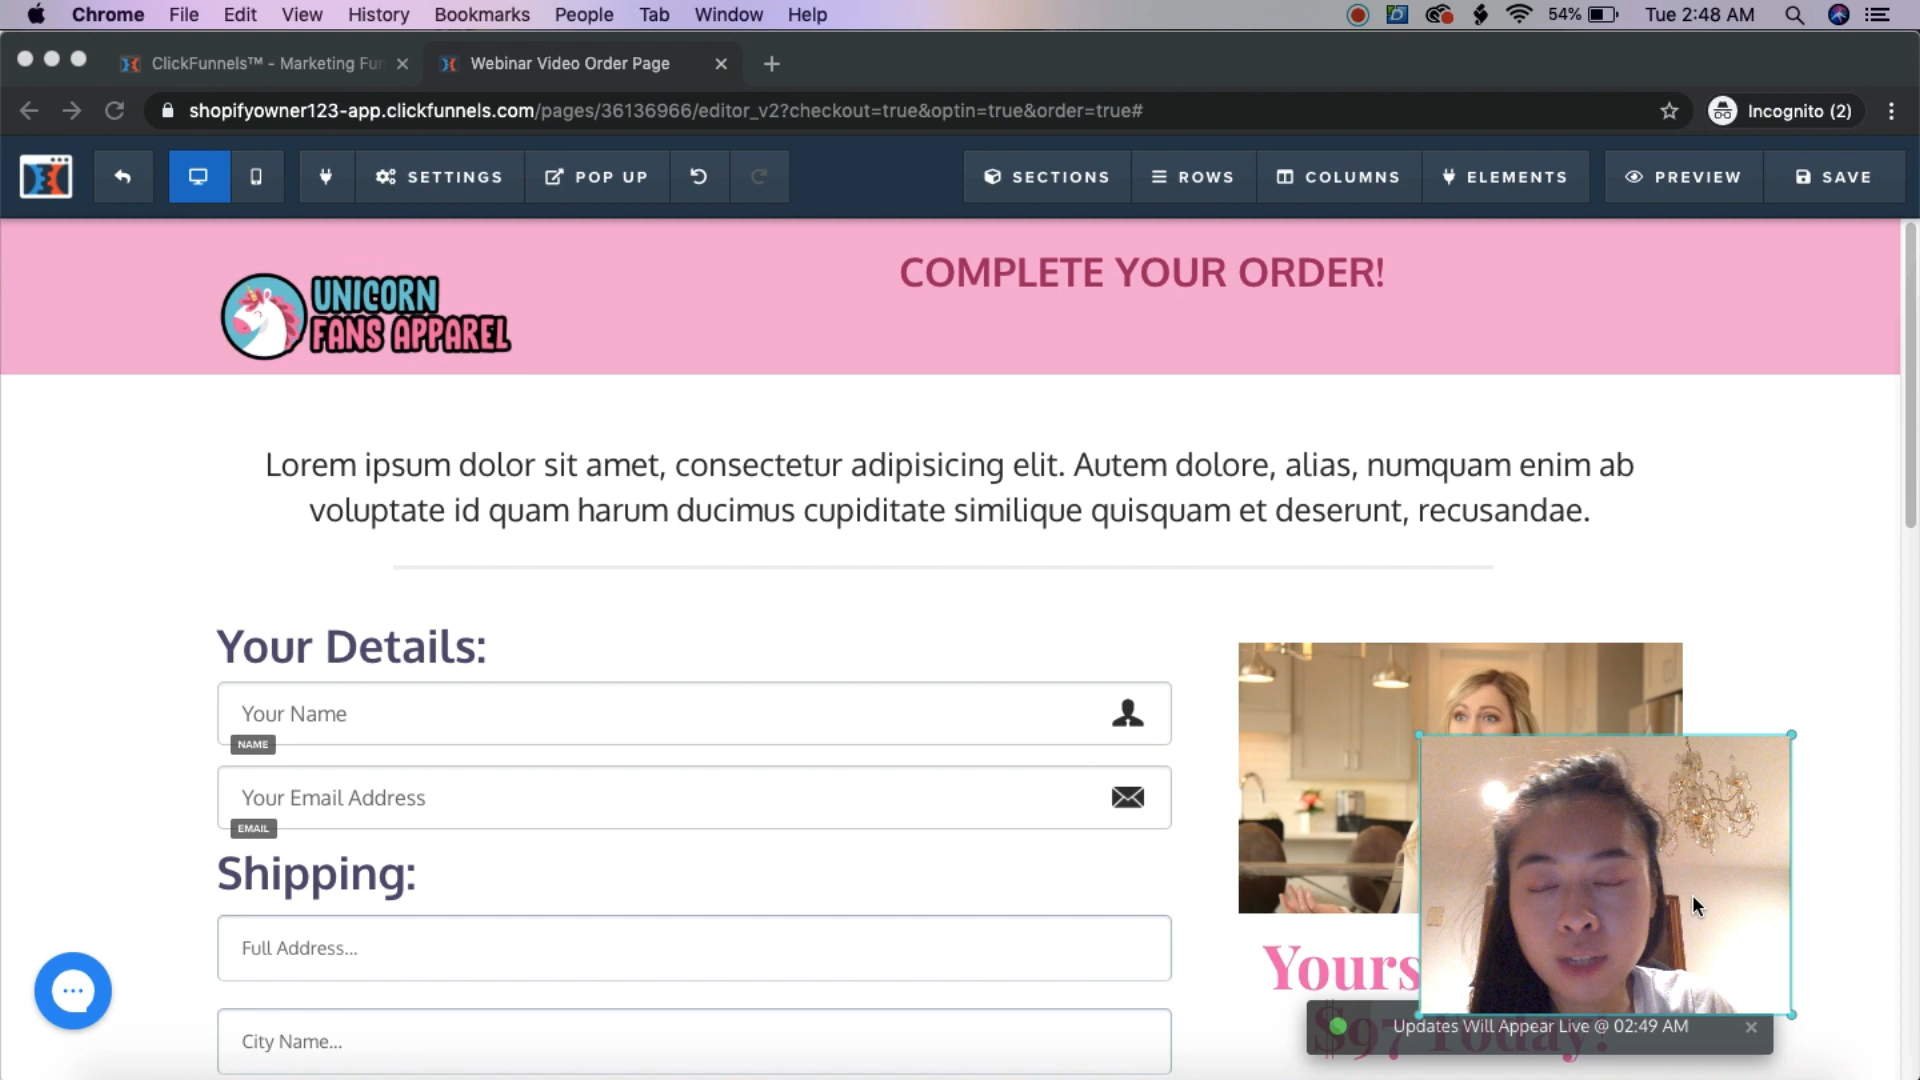 Chrome File Edit View History Bookmarks People Tab Window Help 54% Tue 2:48 AM
ClickFunnels™ - Marketing Fun Webinar Video Order Page
shopifyowner123-app.clickfunnels.com/pages/36136966/editor_v2?checkout=true&optin=true&order=true# Incognito (2)
SETTINGS POP UP SECTIONS ROWS COLUMNS ELEMENTS PREVIEW SAVE
COMPLETE YOUR ORDER!
UNICORN
FANS APPAREL
Lorem ipsum dolor sit amet, consectetur adipisicing elit. Autem dolore, alias, numquam enim ab
voluptate id quam harum ducimus cupiditate similique quisquam et deserunt, recusandae.
Your Details:
Your Name
NAME
Your Email Address
EMAIL
Shipping:
Full Address...
City Name...
Yours
$97 Today!
Updates Will Appear Live @ 02:49 AM